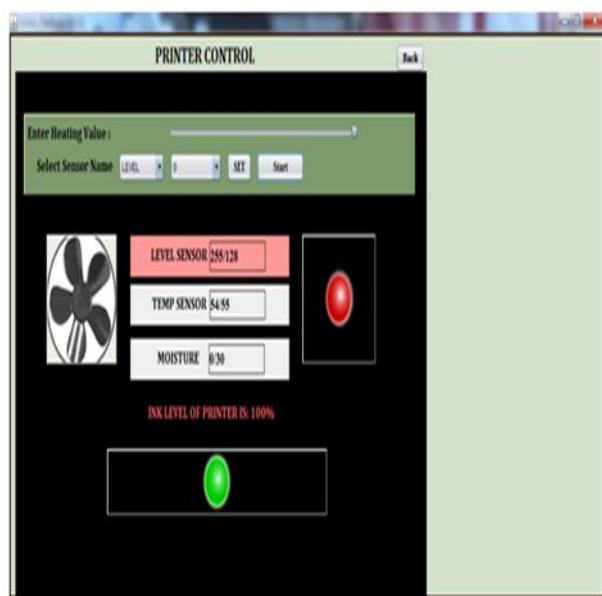 PRINTER CONTROL
Back
Enter Heating Value :
Select Sensor Name LEVEL 0 SET Start
LEVEL SENSOR 255/128
TEMP SENSOR 54/55
MOISTURE 0/30
INK LEVEL OF PRINTER IS: 100%